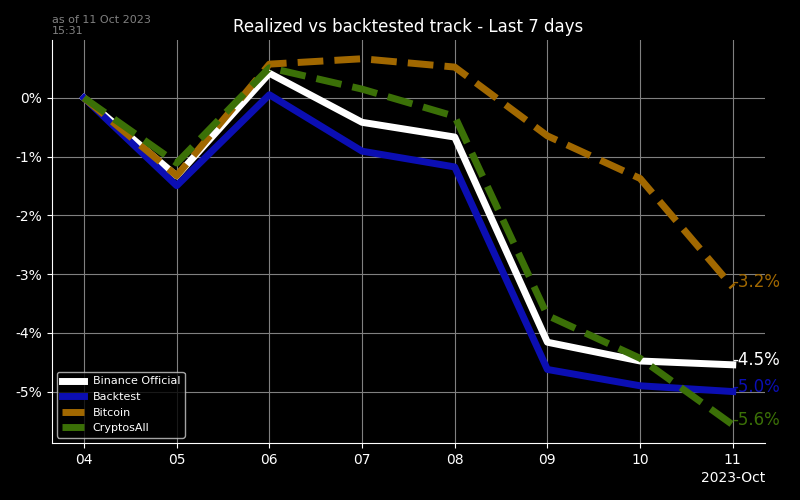 as of 11 Oct 2023
15:31
Realized vs backtested track - Last 7 days
0%
-1%
-2%
-3%
-4%
-5%
-3.2%
-4.5%
-5.0%
-5.6%
Binance Official
Backtest
Bitcoin
CryptosAll
04 05 06 07 08 09 10 11
2023-Oct